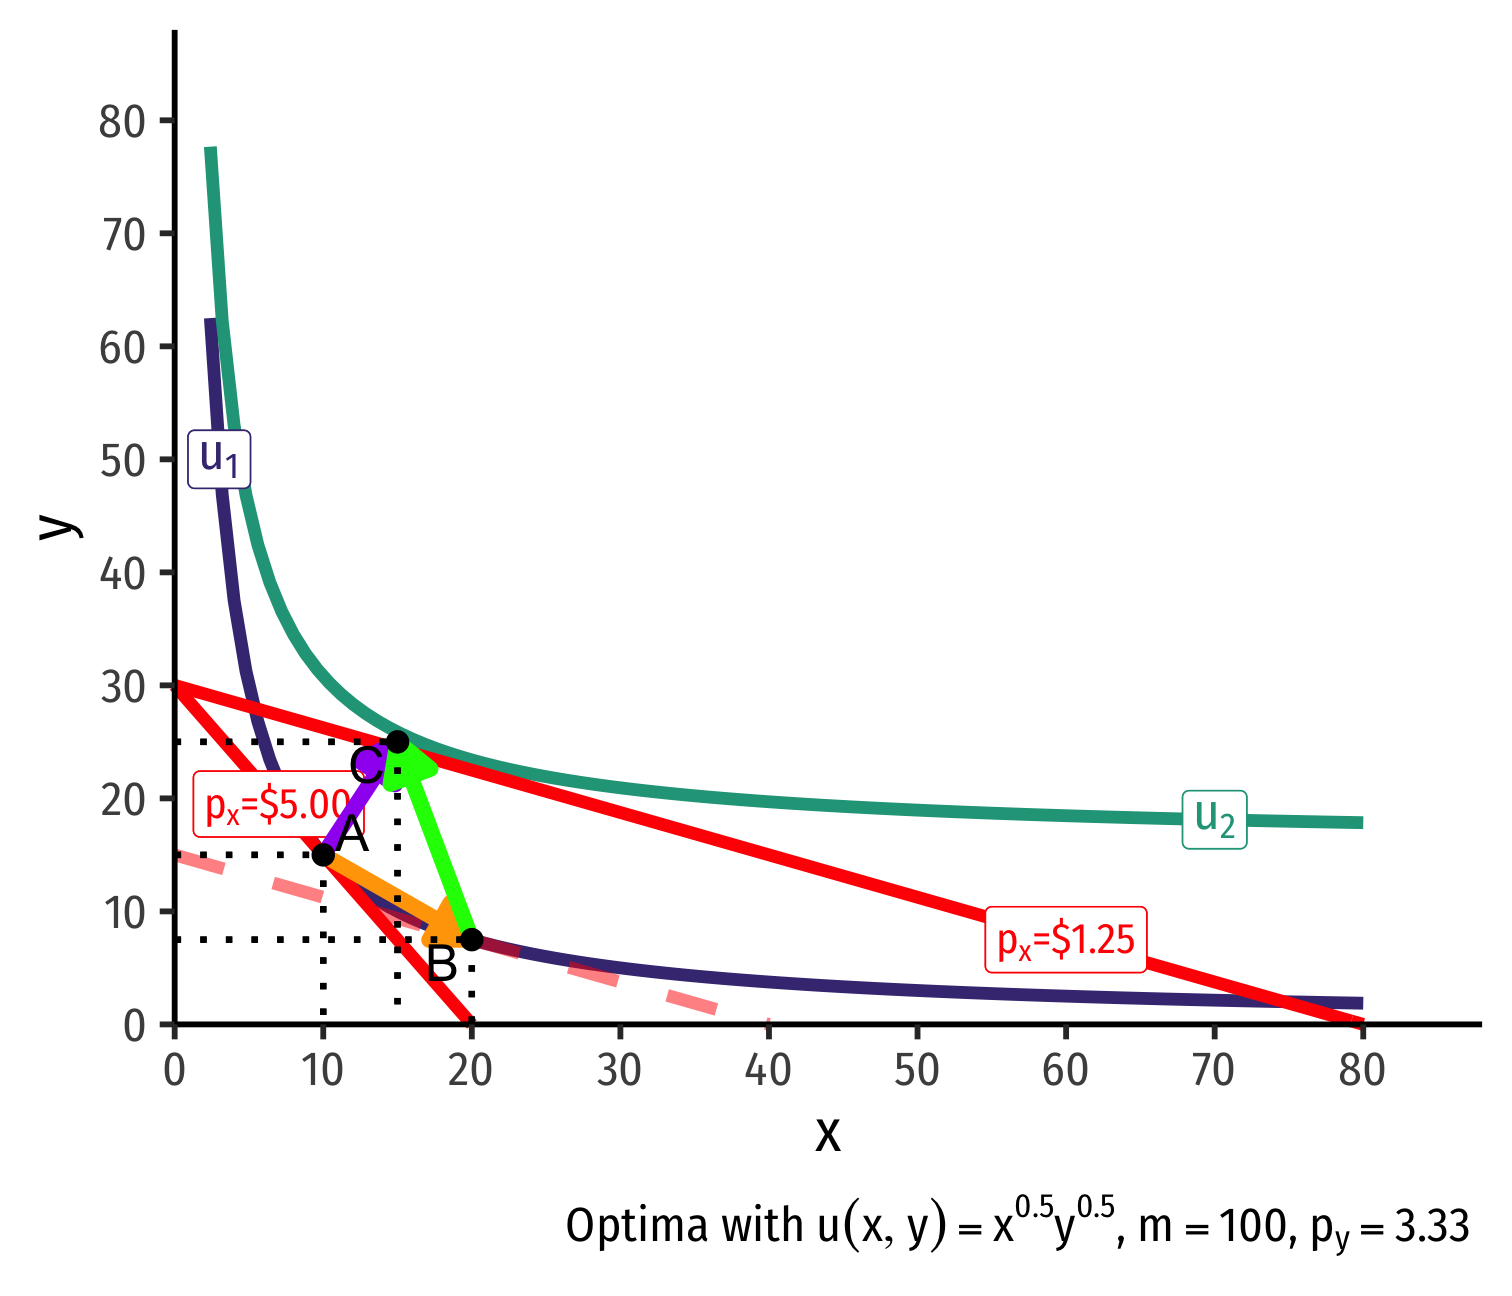 y
80
70
60
50
40
30
20
10
0
u₁
C
pₓ=$5.00
A
B
u₂
pₓ=$1.25
0 10 20 30 40 50 60 70 80
x
Optima with u(x, y) = x⁰·⁵y⁰·⁵, m = 100, p_y = 3.33